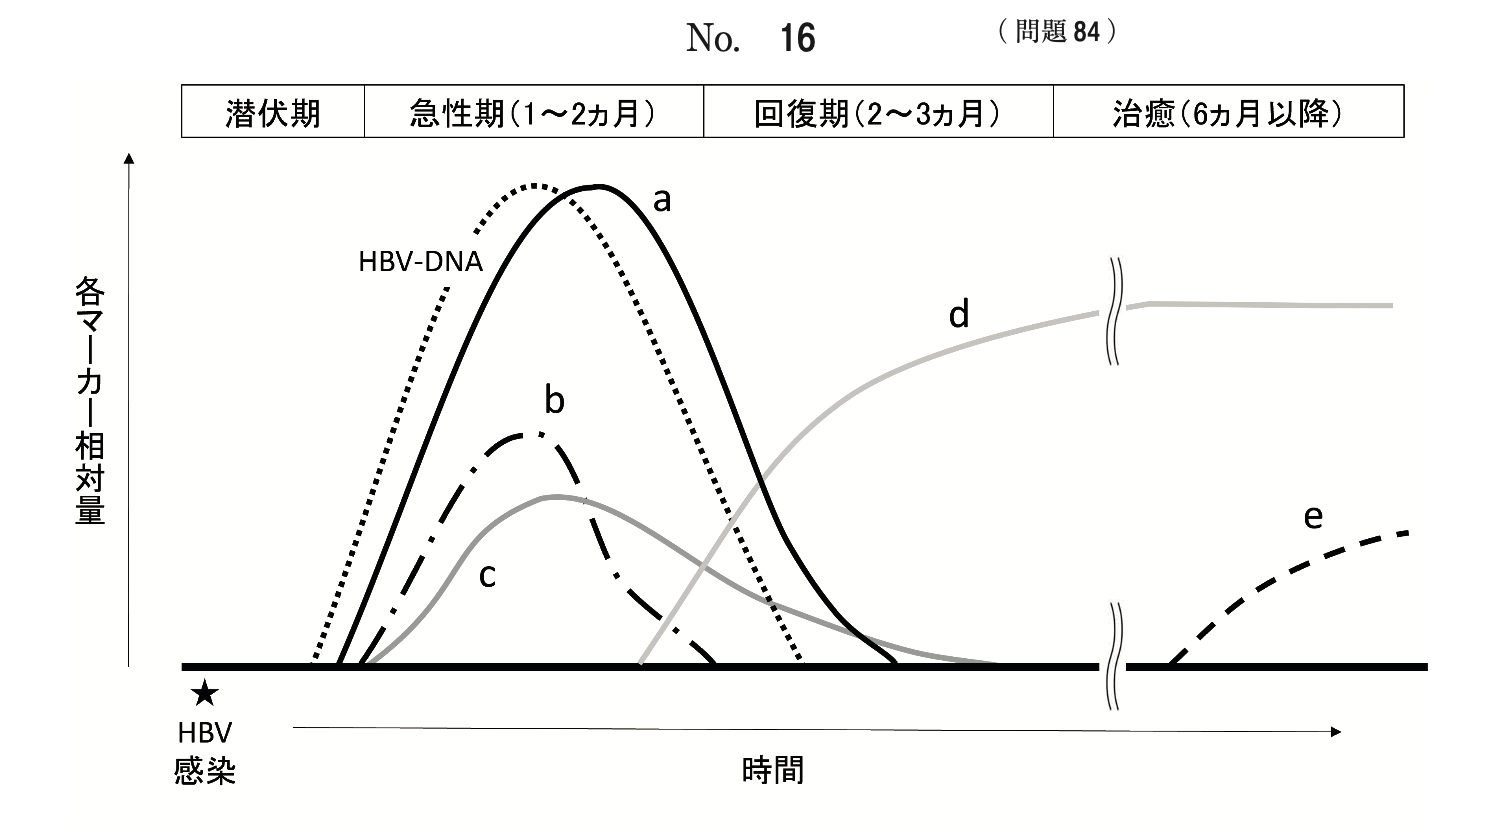 No. 16 （問題 84）
潜伏期 急性期(1～2ヵ月) 回復期(2～3ヵ月) 治癒(6ヵ月以降)
a
HBV-DNA
d
b
e
c
各マーカー相対量
★
HBV
感染
時間